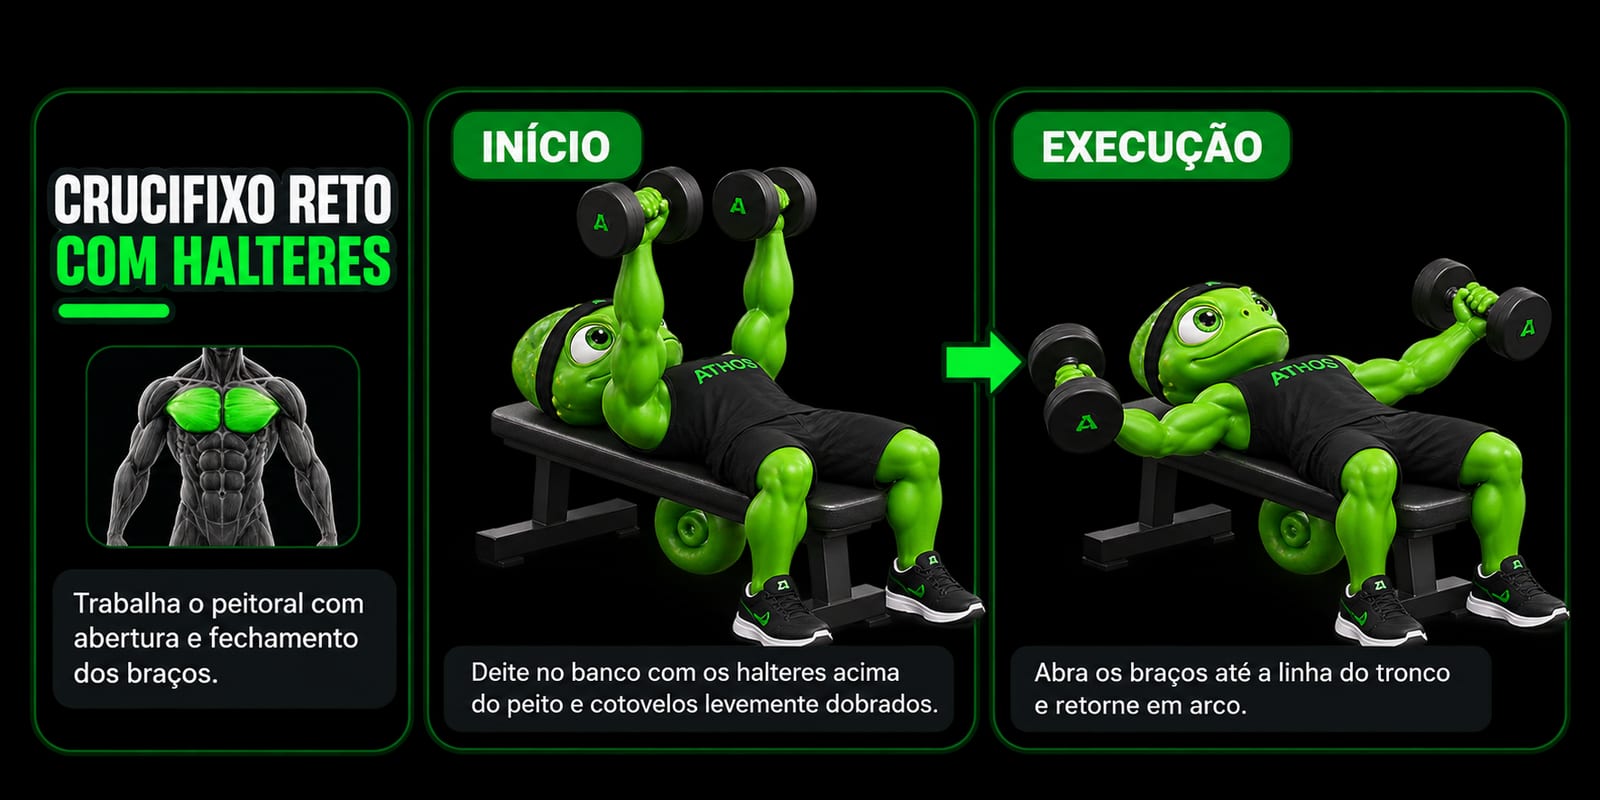 CRUCIFIXO RETO
COM HALTERES
Trabalha o peitoral com
abertura e fechamento
dos braços.
INÍCIO
A
A
ATHOS
Deite no banco com os halteres acima
do peito e cotovelos levemente dobrados.
EXECUÇÃO
A
A
ATHOS
Abra os braços até a linha do tronco
e retorne em arco.